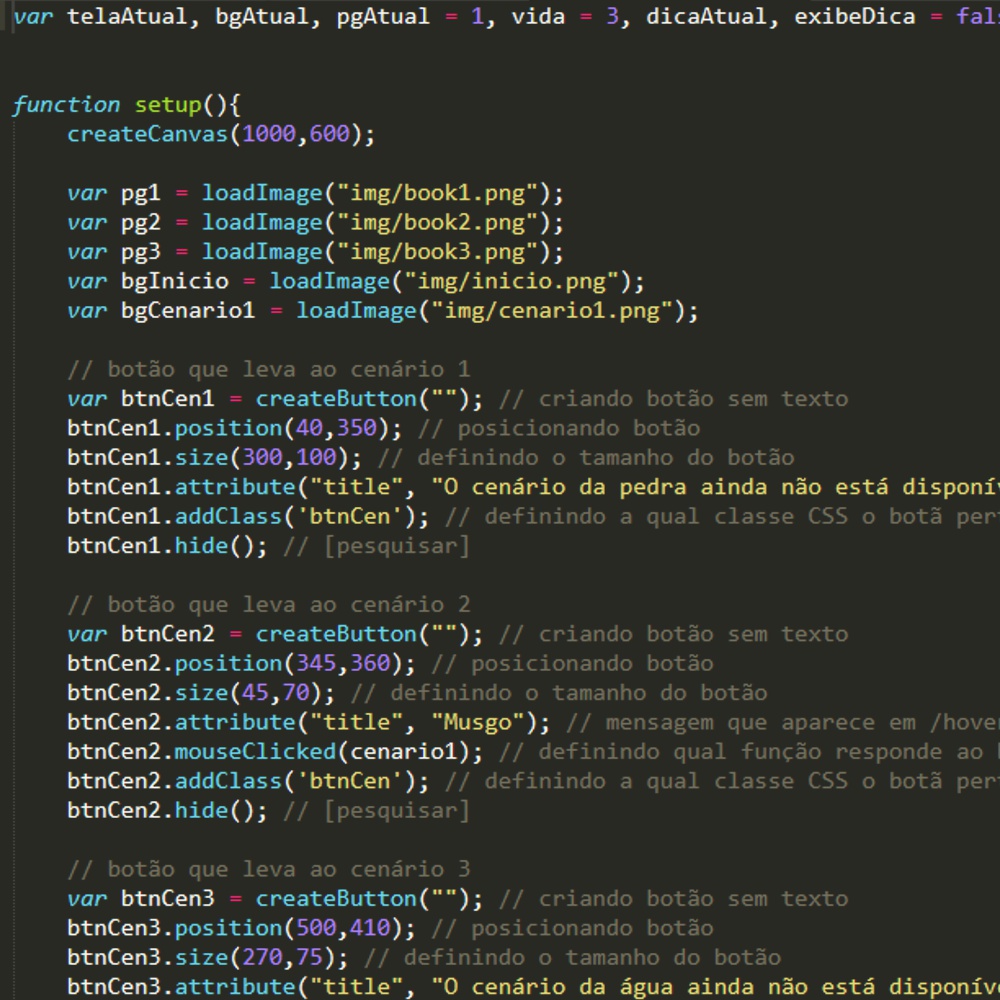 var telaAtual, bgAtual, pgAtual = 1, vida = 3, dicaAtual, exibeDica =
function setup(){
createCanvas(1000,600);
var pg1 = loadImage("img/book1.png");
var pg2 = loadImage("img/book2.png");
var pg3 = loadImage("img/book3.png");
var bgInicio = loadImage("img/inicio.png");
var bgCenario1 = loadImage("img/cenario1.png");
// botão que leva ao cenário 1
var btnCen1 = createButton(""); // criando botão sem texto
btnCen1.position(40,350); // posicionando botão
btnCen1.size(300,100); // definindo o tamanho do botão
btnCen1.attribute("title", "O cenário da pedra ainda não está
btnCen1.addClass('btnCen'); // definindo a qual classe CSS o botã
btnCen1.hide(); // [pesquisar]
// botão que leva ao cenário 2
var btnCen2 = createButton(""); // criando botão sem texto
btnCen2.position(345,360); // posicionando botão
btnCen2.size(45,70); // definindo o tamanho do botão
btnCen2.attribute("title", "Musgo"); // mensagem que aparece em /hover
btnCen2.mouseClicked(cenario1); // definindo qual função responde ao
btnCen2.addClass('btnCen'); // definindo a qual classe CSS o botã
btnCen2.hide(); // [pesquisar]
// botão que leva ao cenário 3
var btnCen3 = createButton(""); // criando botão sem texto
btnCen3.position(500,410); // posicionando botão
btnCen3.size(270,75); // definindo o tamanho do botão
btnCen3.attribute("title", "O cenário da água ainda não está